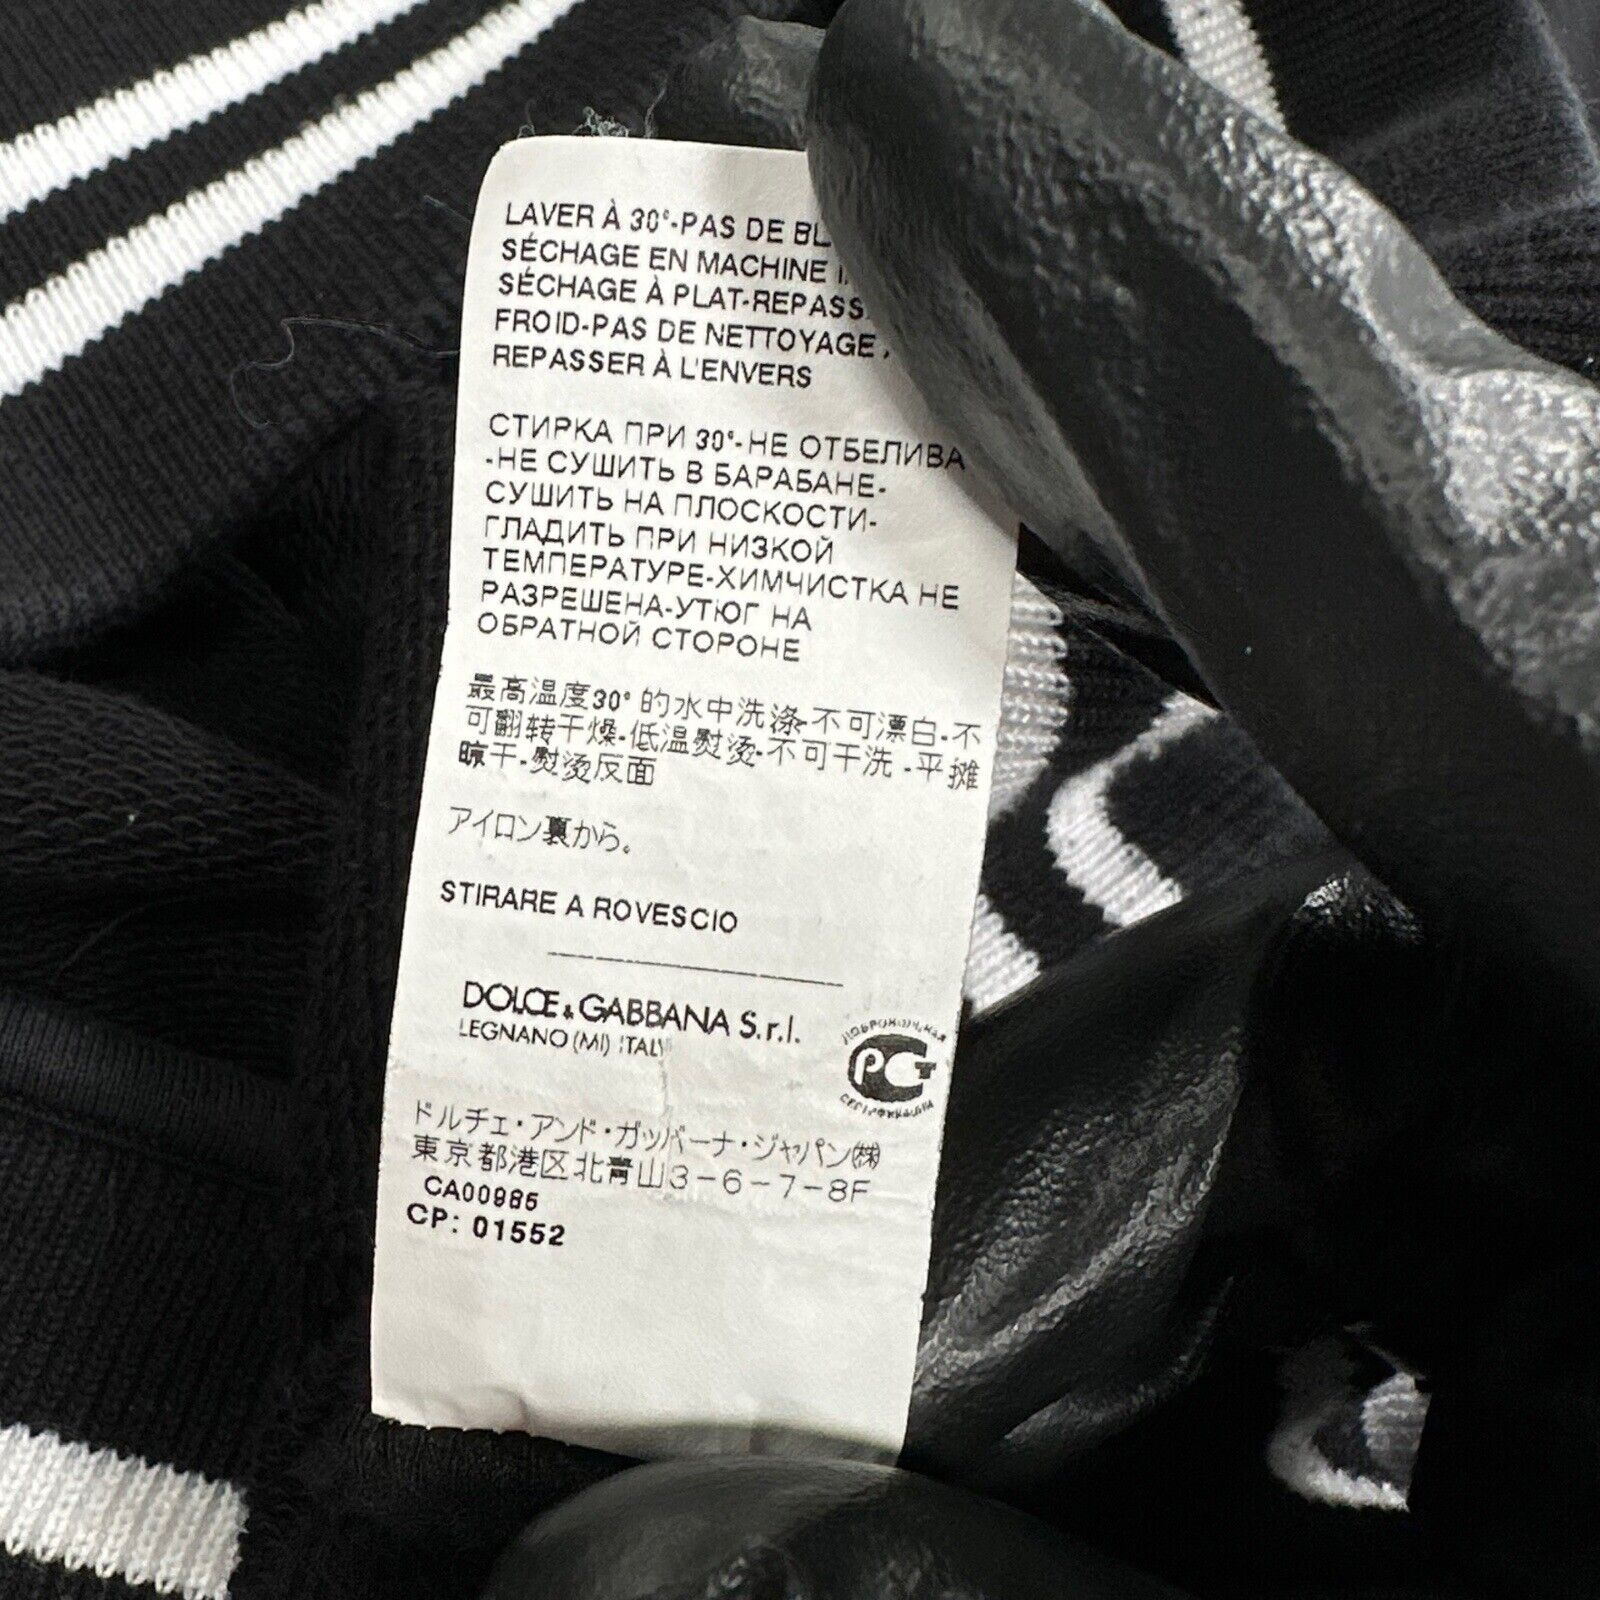 LAVER À 30°-PAS DE
SÉCHAGE EN MACHINE
SÉCHAGE À PLAT-
FROID-PAS DE NETTOYAGE
REPASSER À L'ENVERS
СТИРКА ПРИ 30°-НЕ ОТБЕЛИВА
-НЕ СУШИТЬ В БАРАБАНЕ-
СУШИТЬ НА ПЛОСКОСТИ-
ГЛАДИТЬ ПРИ НИЗКОЙ
ТЕМПЕРАТУРЕ-ХИМЧИСТКА НЕ
РАЗРЕШЕНА-УТЮГ НА
ОБРАТНОЙ СТОРОНЕ
最高温度30°的水中洗涤-不可漂白-不
可翻转干燥-低温熨烫-不可干洗-平摊
晾干-熨烫反面
アイロン裏から。
STIRARE A ROVESCIO
DOLCE & GABBANA S.r.l.
LEGNANO (MI) ITALY
ДОБРОВОЛЬНАЯ
РСТ
СЕРТИФИКАЦИЯ
ドルチェ・アンド・ガッバーナ・ジャパン㈱
東京都港区北青山3-6-7-8F
CA00985
CP: 01552